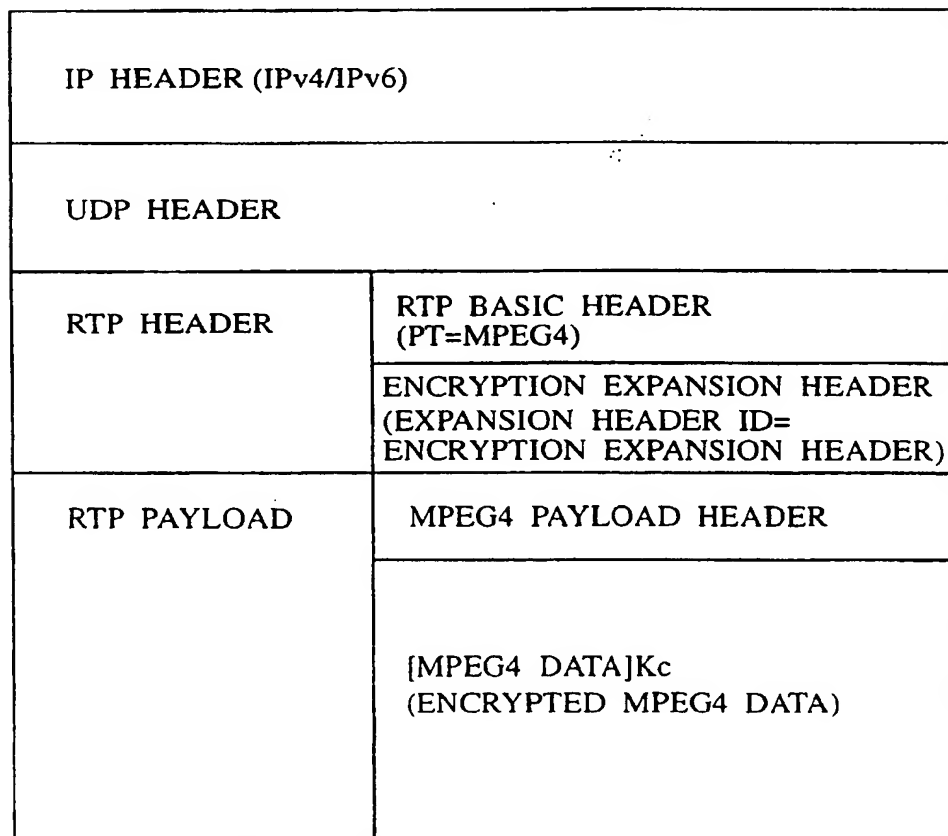 IP HEADER (IPv4/IPv6)
UDP HEADER
RTP HEADER
RTP BASIC HEADER
(PT=MPEG4)
ENCRYPTION EXPANSION HEADER
(EXPANSION HEADER ID=
ENCRYPTION EXPANSION HEADER)
RTP PAYLOAD
MPEG4 PAYLOAD HEADER
[MPEG4 DATA]Kc
(ENCRYPTED MPEG4 DATA)